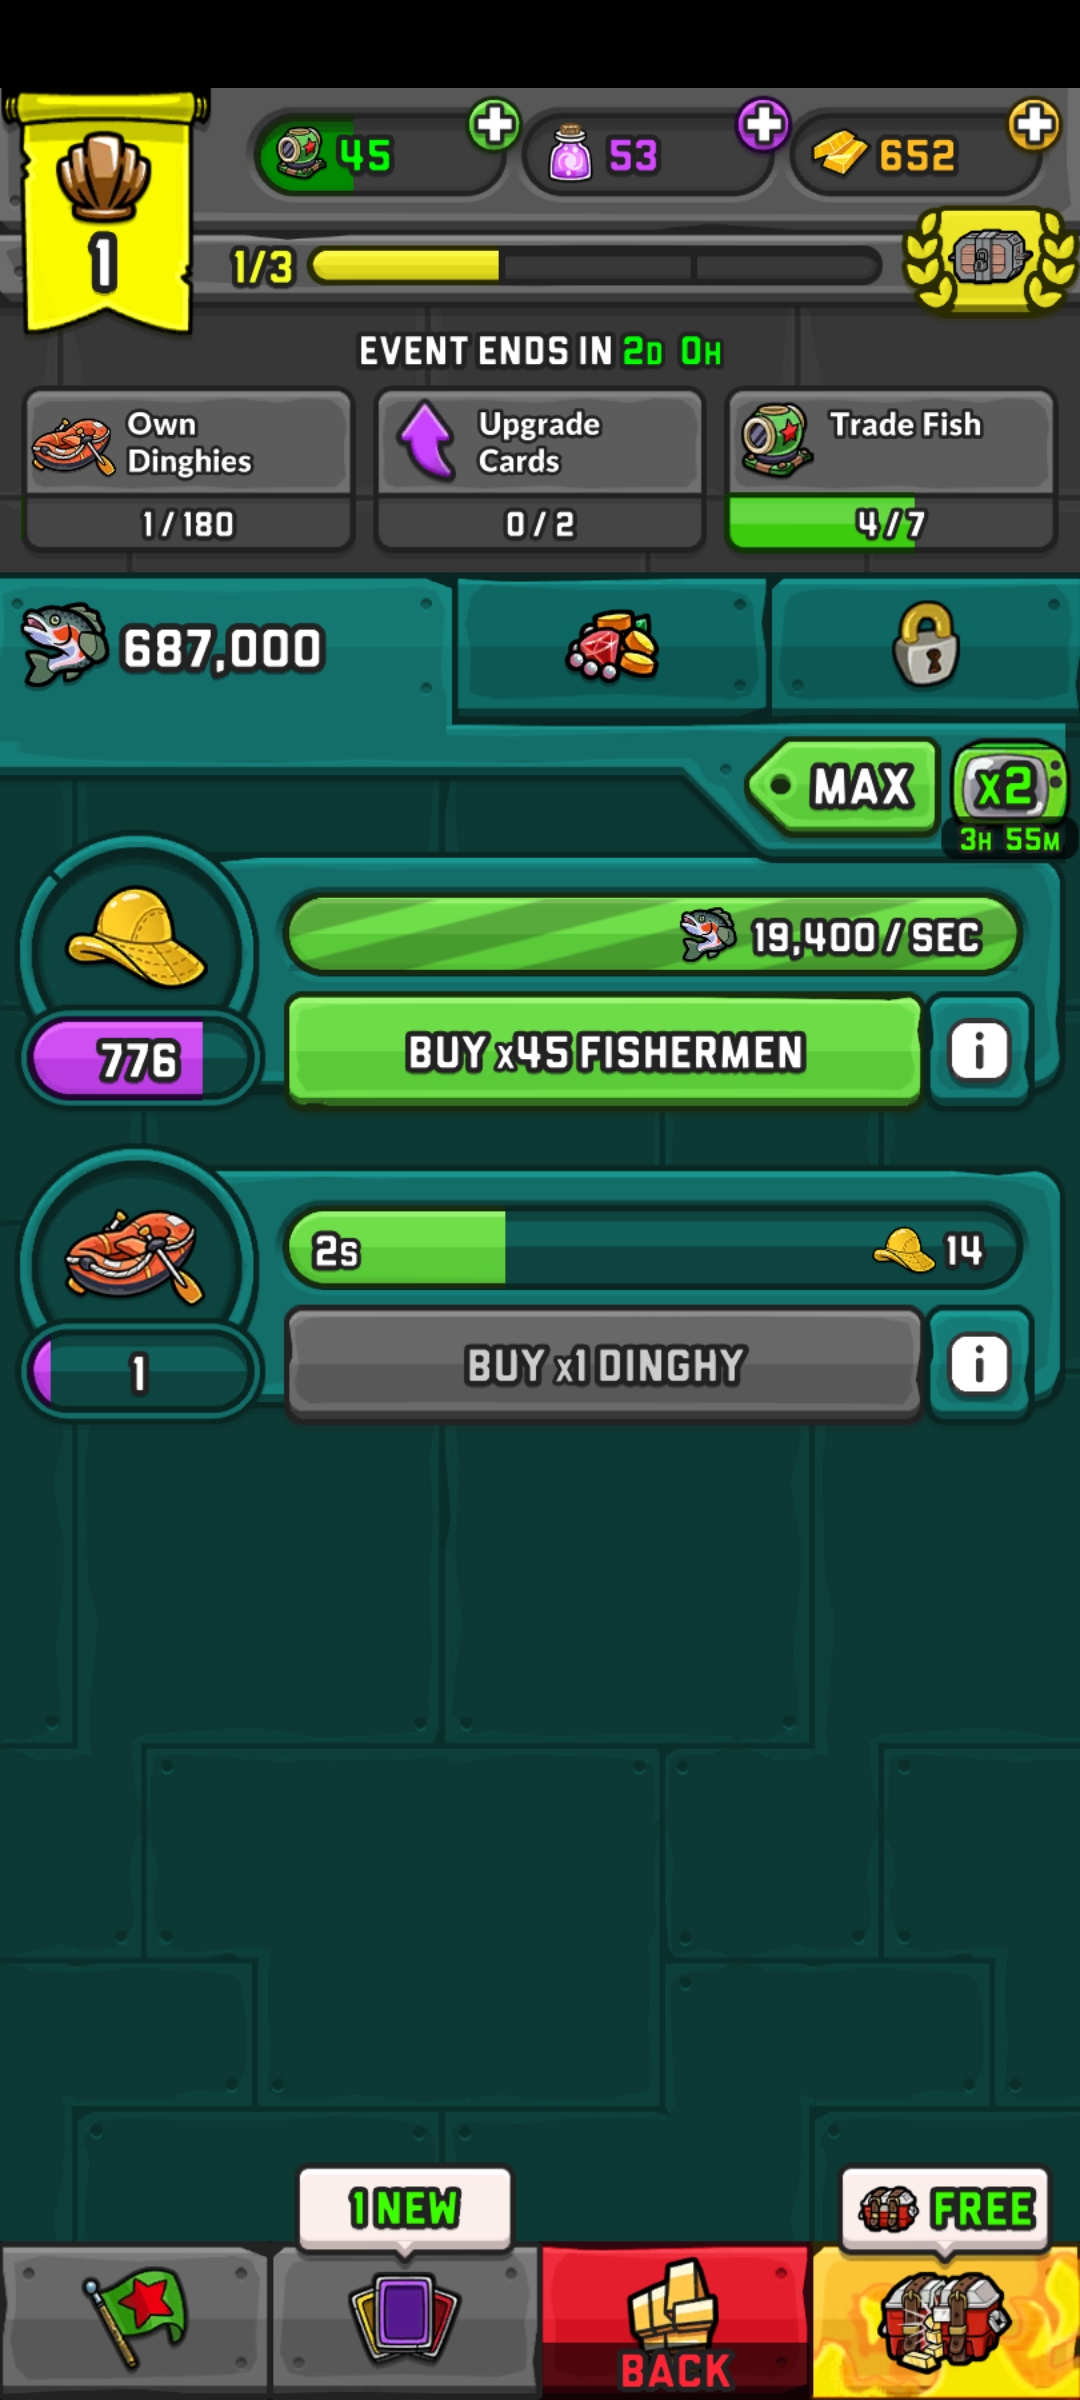 45
53
652
1
1/3
EVENT ENDS IN 2D 0H
Own
Dinghies
Upgrade
Cards
Trade Fish
1 / 180
0 / 2
4 / 7
687,000
MAX
x2
3H 55M
19,400 / SEC
776
BUY x45 FISHERMEN
i
2S
14
1
BUY x1 DINGHY
i
1 NEW
FREE
BACK